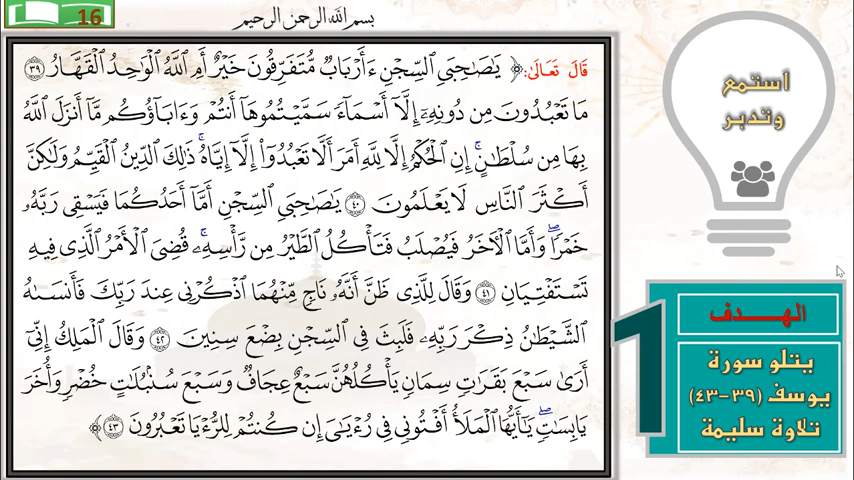 16
بسم الله الرحمن الرحيم
قَالَ تَعَالَىٰ: ﴿ يَٰصَٰحِبَيِ ٱلسِّجۡنِ ءَأَرۡبَابٞ مُّتَفَرِّقُونَ خَيۡرٌ أَمِ ٱللَّهُ ٱلۡوَٰحِدُ ٱلۡقَهَّارُ ٣٩
مَا تَعۡبُدُونَ مِن دُونِهِۦٓ إِلَّآ أَسۡمَآءٗ سَمَّيۡتُمُوهَآ أَنتُمۡ وَءَابَآؤُكُم مَّآ أَنزَلَ ٱللَّهُ
بِهَا مِن سُلۡطَٰنٍۚ إِنِ ٱلۡحُكۡمُ إِلَّا لِلَّهِ أَمَرَ أَلَّا تَعۡبُدُوٓاْ إِلَّآ إِيَّاهُۚ ذَٰلِكَ ٱلدِّينُ ٱلۡقَيِّمُ وَلَٰكِنَّ
أَكۡثَرَ ٱلنَّاسِ لَا يَعۡلَمُونَ ٤٠ يَٰصَٰحِبَيِ ٱلسِّجۡنِ أَمَّآ أَحَدُكُمَا فَيَسۡقِي رَبَّهُۥ
خَمۡرٗاۖ وَأَمَّا ٱلۡأٓخَرُ فَيُصۡلَبُ فَتَأۡكُلُ ٱلطَّيۡرُ مِن رَّأۡسِهِۦۚ قُضِيَ ٱلۡأَمۡرُ ٱلَّذِي فِيهِ
تَسۡتَفۡتِيَانِ ٤١ وَقَالَ لِلَّذِي ظَنَّ أَنَّهُۥ نَاجٖ مِّنۡهُمَا ٱذۡكُرۡنِي عِندَ رَبِّكَ فَأَنسَىٰهُ
ٱلشَّيۡطَٰنُ ذِكۡرَ رَبِّهِۦ فَلَبِثَ فِي ٱلسِّجۡنِ بِضۡعَ سِنِينَ ٤٢ وَقَالَ ٱلۡمَلِكُ إِنِّيٓ
أَرَىٰ سَبۡعَ بَقَرَٰتٖ سِمَانٖ يَأۡكُلُهُنَّ سَبۡعٌ عِجَافٞ وَسَبۡعَ سُنۢبُلَٰتٍ خُضۡرٖ وَأُخَرَ
يَابِسَٰتٖۖ يَٰٓأَيُّهَا ٱلۡمَلَأُ أَفۡتُونِي فِي رُءۡيَٰيَ إِن كُنتُمۡ لِلرُّءۡيَا تَعۡبُرُونَ ٤٣ ﴾
استمع
وتدبر
1
الهدف
يتلو سورة
يوسف (٣٩-٤٣)
تلاوة سليمة